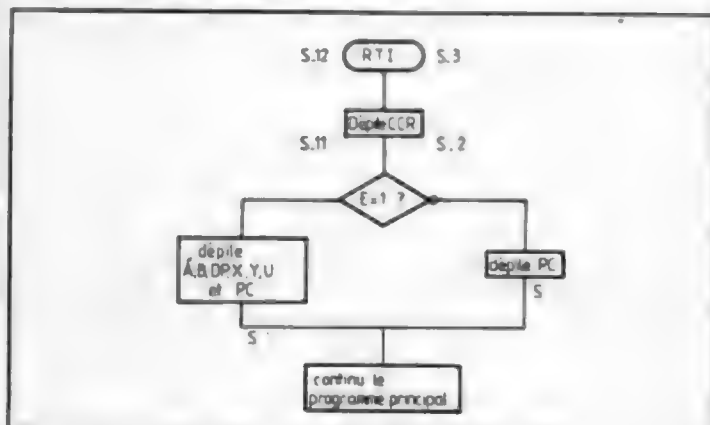 S.12 RTI S.3
Dépile CCR
S.11 S.2
E=1 ?
dépile
A,B,DP,X,Y,U
et PC
dépile PC
S
S
continu le
programme principal